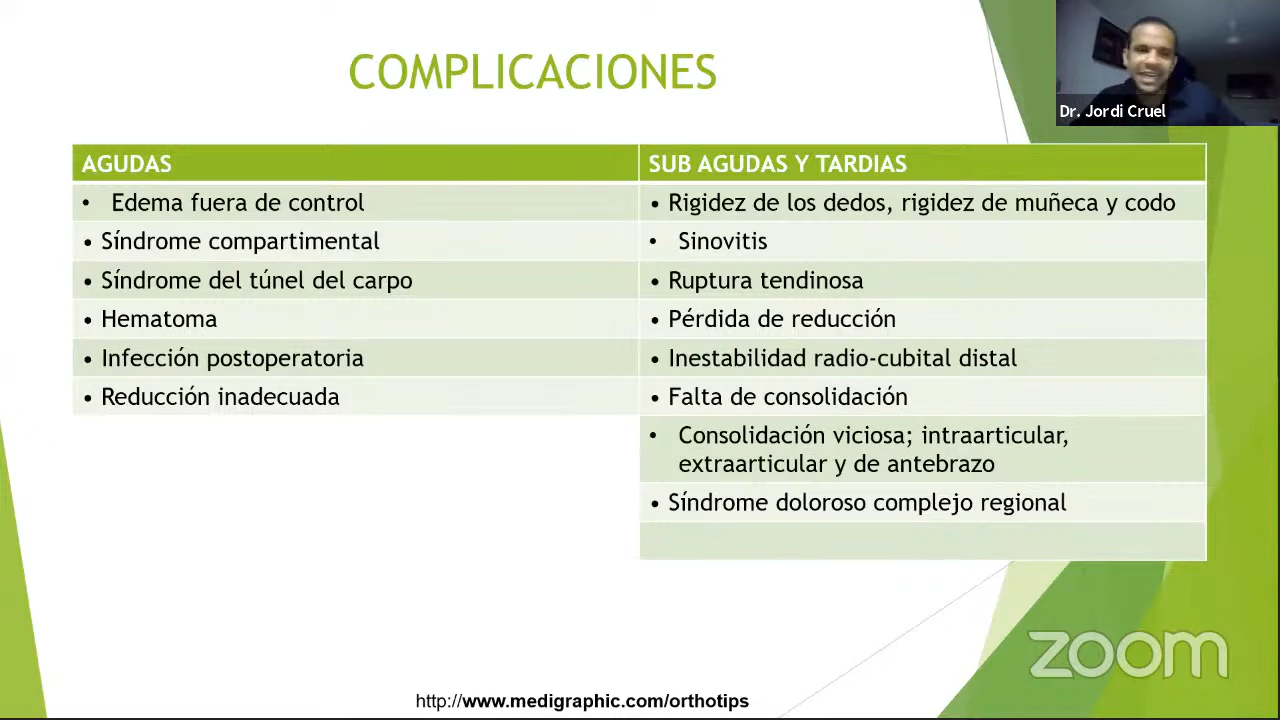 COMPLICACIONES
Dr. Jordi Cruel
AGUDAS
• Edema fuera de control
• Síndrome compartimental
• Síndrome del túnel del carpo
• Hematoma
• Infección postoperatoria
• Reducción inadecuada
SUB AGUDAS Y TARDIAS
• Rigidez de los dedos, rigidez de muñeca y codo
• Sinovitis
• Ruptura tendinosa
• Pérdida de reducción
• Inestabilidad radio-cubital distal
• Falta de consolidación
• Consolidación viciosa; intraarticular,
extraarticular y de antebrazo
• Síndrome doloroso complejo regional
zoom
http://www.medigraphic.com/orthotips